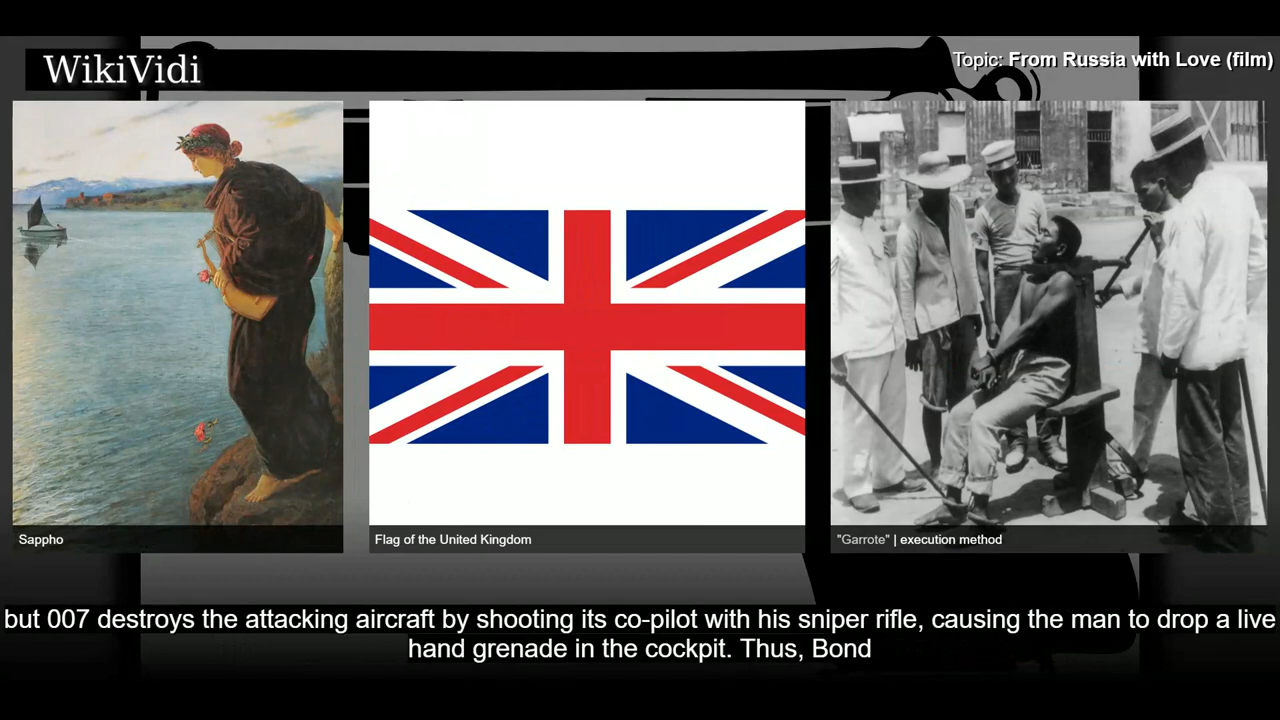 WikiVidi
Topic: From Russia with Love (film)
Sappho
Flag of the United Kingdom
"Garrote" | execution method
but 007 destroys the attacking aircraft by shooting its co-pilot with his sniper rifle, causing the man to drop a live
hand grenade in the cockpit. Thus, Bond